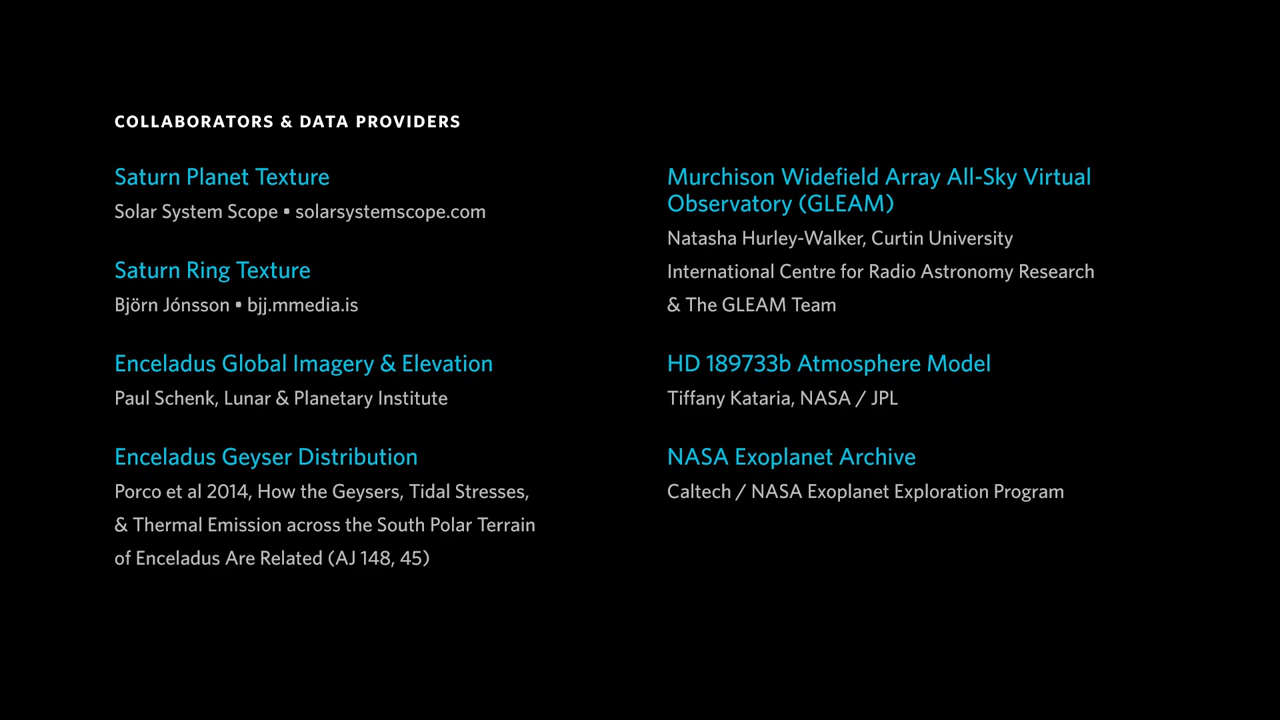 COLLABORATORS & DATA PROVIDERS
Saturn Planet Texture
Solar System Scope • solarsystemscope.com
Saturn Ring Texture
Björn Jónsson • bjj.mmedia.is
Enceladus Global Imagery & Elevation
Paul Schenk, Lunar & Planetary Institute
Enceladus Geyser Distribution
Porco et al 2014, How the Geysers, Tidal Stresses,
& Thermal Emission across the South Polar Terrain
of Enceladus Are Related (AJ 148, 45)
Murchison Widefield Array All-Sky Virtual
Observatory (GLEAM)
Natasha Hurley-Walker, Curtin University
International Centre for Radio Astronomy Research
& The GLEAM Team
HD 189733b Atmosphere Model
Tiffany Kataria, NASA / JPL
NASA Exoplanet Archive
Caltech / NASA Exoplanet Exploration Program